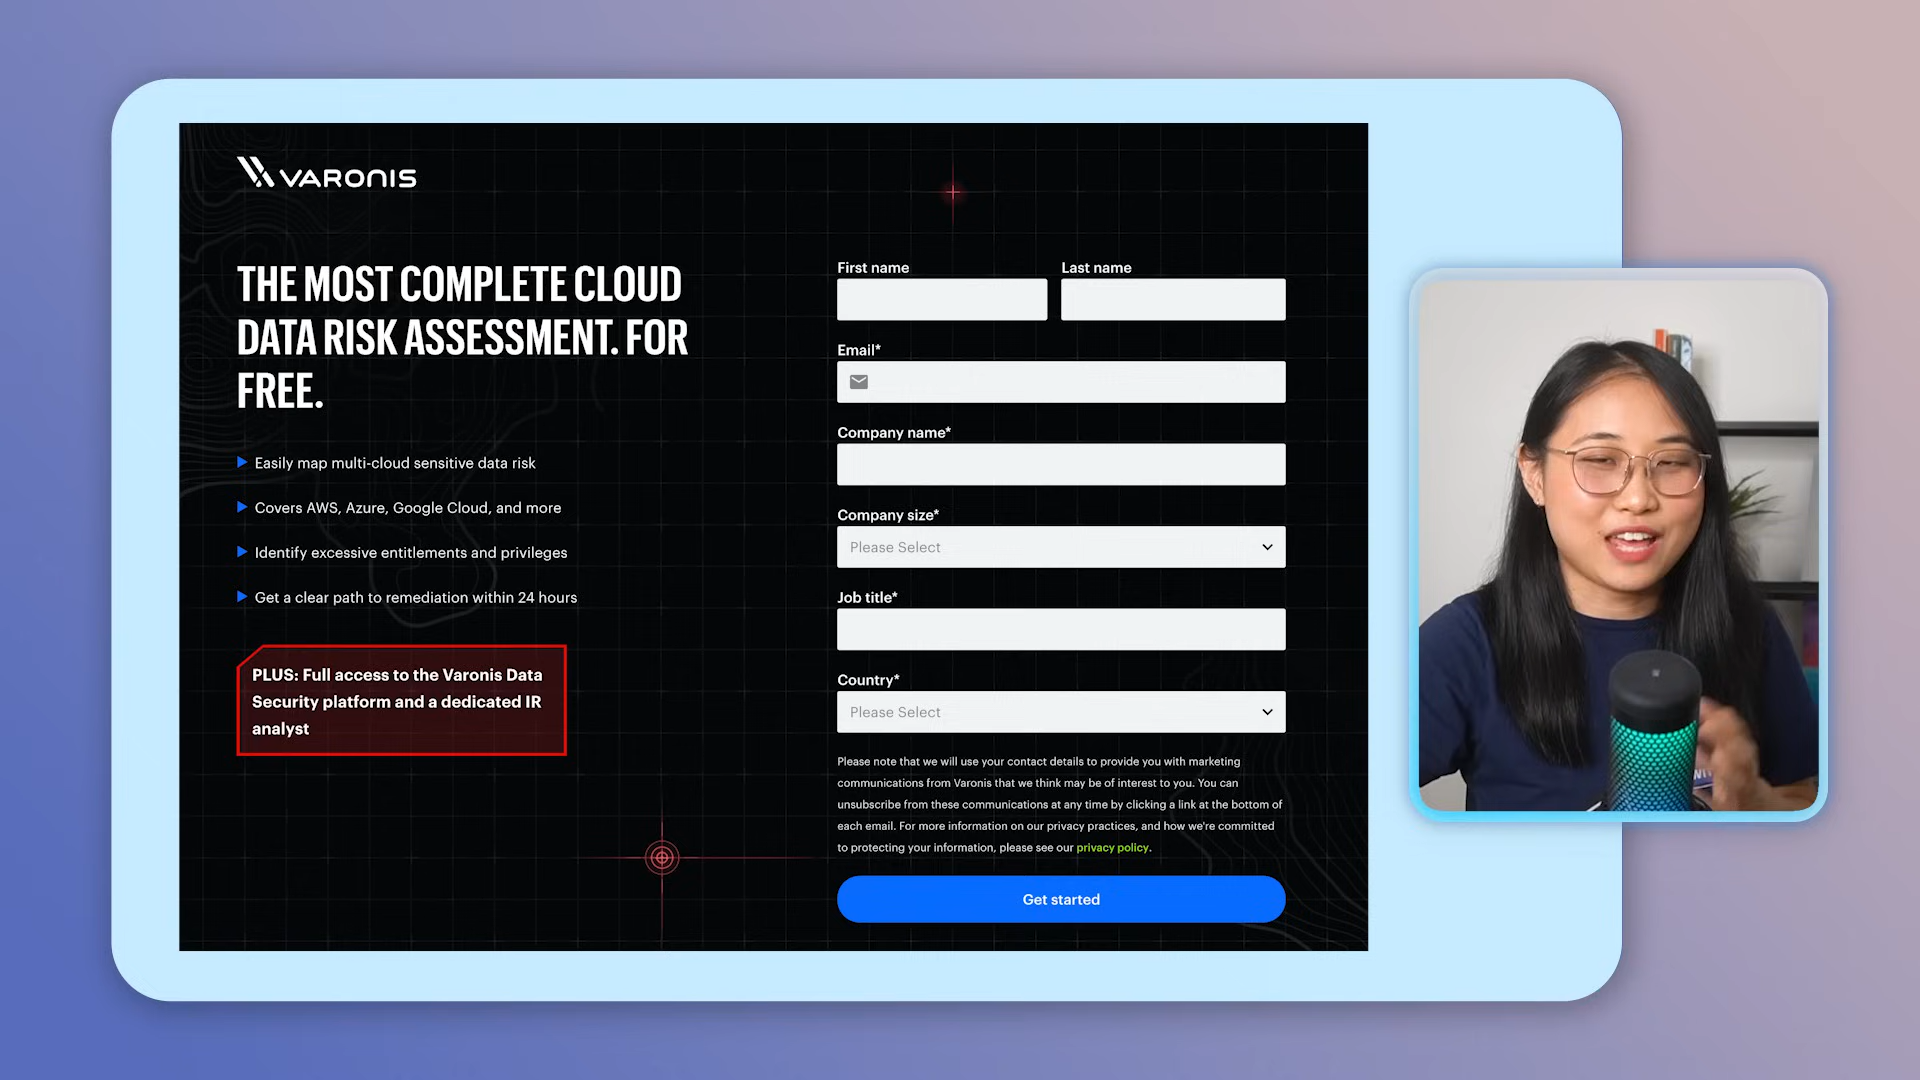 VARONIS
THE MOST COMPLETE CLOUD
DATA RISK ASSESSMENT. FOR
FREE.
Easily map multi-cloud sensitive data risk
Covers AWS, Azure, Google Cloud, and more
Identify excessive entitlements and privileges
Get a clear path to remediation within 24 hours
PLUS: Full access to the Varonis Data
Security platform and a dedicated IR
analyst
First name
Last name
Email*
Company name*
Company size*
Please Select
Job title*
Country*
Please Select
Please note that we will use your contact details to provide you with marketing
communications from Varonis that we think may be of interest to you. You can
unsubscribe from these communications at any time by clicking a link at the bottom of
each email. For more information on our privacy practices, and how we're committed
to protecting your information, please see our privacy policy.
Get started